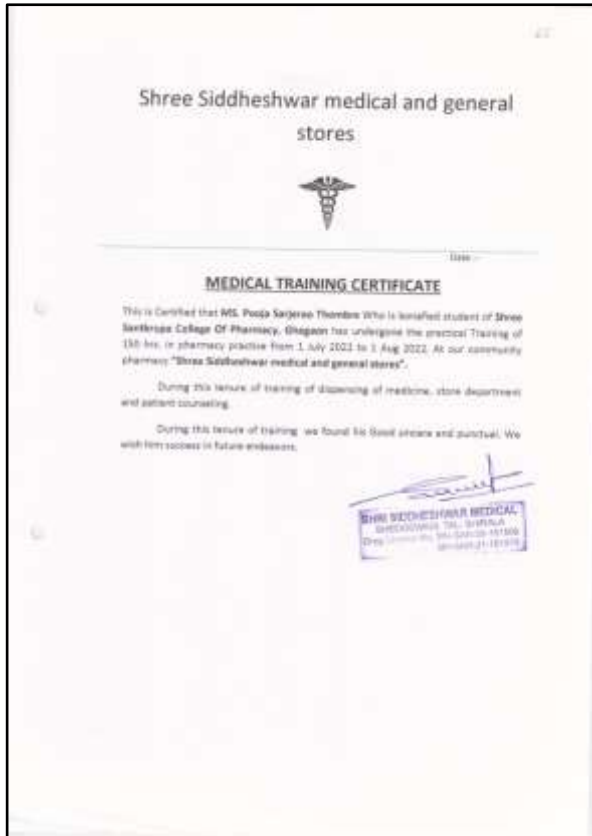 Shree Siddheshwar medical and general
stores
Date :-
MEDICAL TRAINING CERTIFICATE
This is Certified that MS. Pooja Sarjerao Thombre Who is bonafied student of Shree
Santkrupa College Of Pharmacy, Ghogaon has undergone the practical Training of
150 hrs. in pharmacy practise from 1 July 2022 to 1 Aug 2022. At our community
pharmacy "Shree Siddheshwar medical and general stores".
During this tenure of training of dispensing of medicine, store department
and patient counseling.
During this tenure of training we found his Good sincere and punctual. We
wish him success in future endeavors.
SHRI SIDDHESHWAR MEDICAL
TAL. SHIRALA